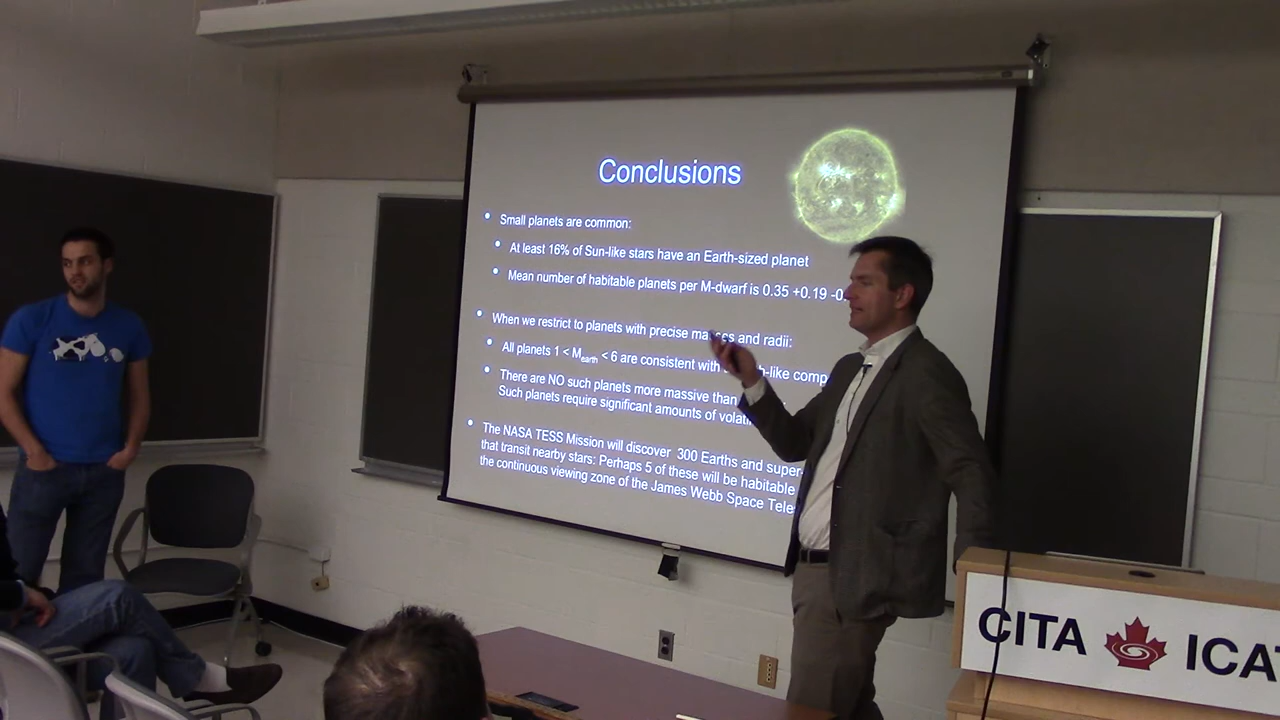 Conclusions
Small planets are common:
At least 16% of Sun-like stars have an Earth-sized planet
Mean number of habitable planets per M-dwarf is 0.35 +0.19 -0.
When we restrict to planets with precise masses and radii:
All planets 1 < Mearth < 6 are consistent with -like comp
There are NO such planets more massive than
Such planets require significant amounts of volati
The NASA TESS Mission will discover 300 Earths and super-
that transit nearby stars: Perhaps 5 of these will be habitable
the continuous viewing zone of the James Webb Space Tele
CITA ICAT